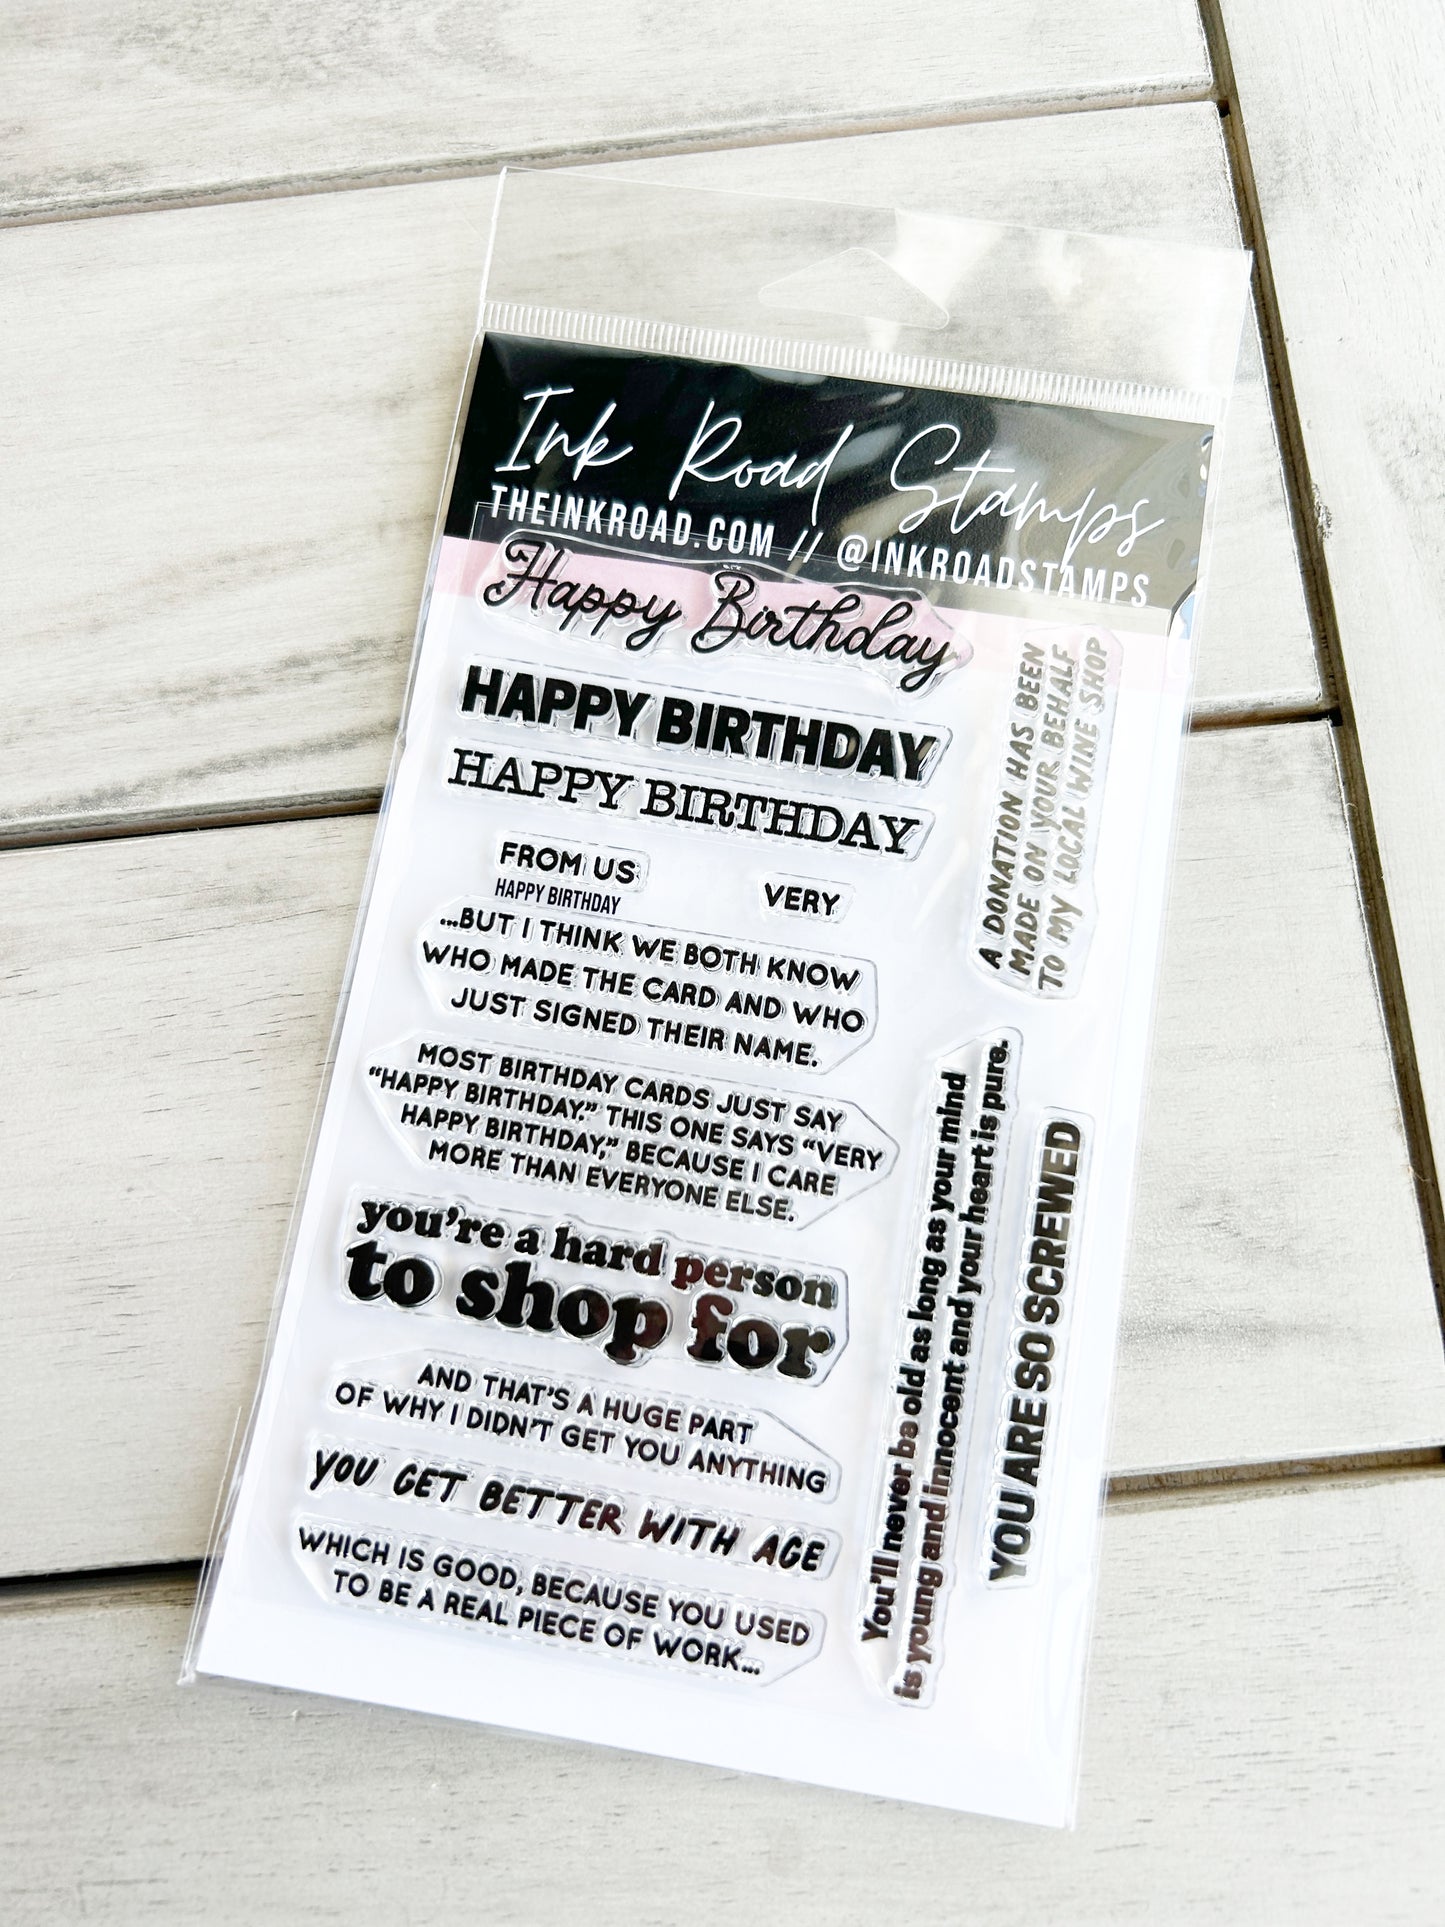 Ink Road Stamps
THEINKROAD.COM // @INKROADSTAMPS
Happy Birthday
HAPPY BIRTHDAY
HAPPY BIRTHDAY
FROM US
HAPPY BIRTHDAY
VERY
...BUT I THINK WE BOTH KNOW
WHO MADE THE CARD AND WHO
JUST SIGNED THEIR NAME.
MOST BIRTHDAY CARDS JUST SAY
“HAPPY BIRTHDAY.” THIS ONE SAYS “VERY
HAPPY BIRTHDAY,” BECAUSE I CARE
MORE THAN EVERYONE ELSE.
you’re a hard person
to shop for
AND THAT’S A HUGE PART
OF WHY I DIDN’T GET YOU ANYTHING
YOU GET BETTER WITH AGE
WHICH IS GOOD, BECAUSE YOU USED
TO BE A REAL PIECE OF WORK...
A DONATION HAS BEEN
MADE ON YOUR BEHALF
TO MY LOCAL WINE SHOP
You’ll never be old as long as your mind
is young and innocent and your heart is pure.
YOU ARE SO SCREWED